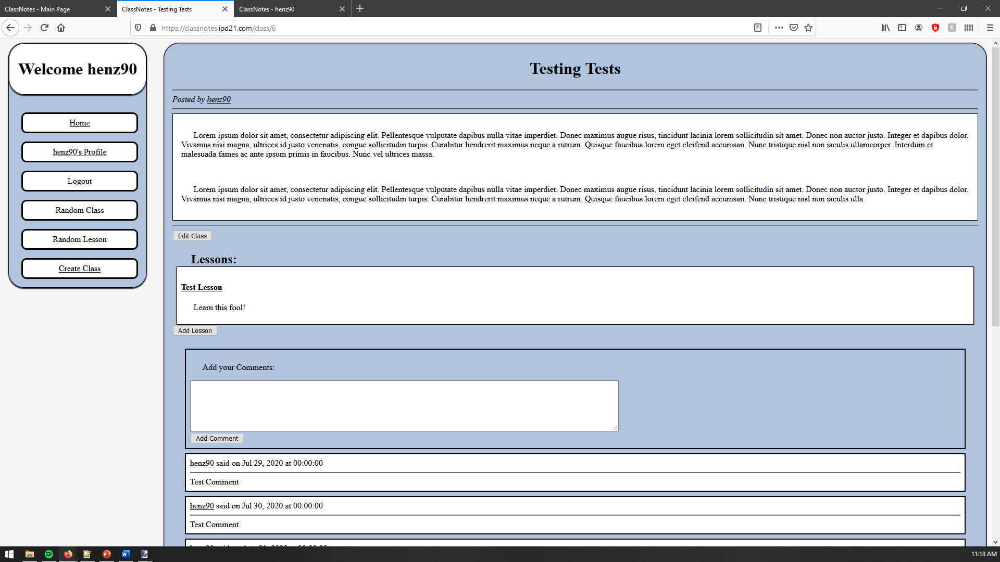 ClassNotes - Main Page
ClassNotes - Testing Tests
ClassNotes - henz90
https://classnotes.ipd21.com/class/6
Welcome henz90
Home
henz90's Profile
Logout
Random Class
Random Lesson
Create Class
Testing Tests
Posted by henz90
Lorem ipsum dolor sit amet, consectetur adipiscing elit. Pellentesque vulputate dapibus nulla vitae imperdiet. Donec maximus augue risus, tincidunt lacinia lorem sollicitudin sit amet. Donec non auctor justo. Integer et dapibus dolor.
Vivamus nisi magna, ultrices id justo venenatis, congue sollicitudin turpis. Curabitur hendrerit maximus neque a rutrum. Quisque faucibus lorem eget eleifend accumsan. Nunc tristique nisl non iaculis ullamcorper. Interdum et
malesuada fames ac ante ipsum primis in faucibus. Nunc vel ultrices massa.
Lorem ipsum dolor sit amet, consectetur adipiscing elit. Pellentesque vulputate dapibus nulla vitae imperdiet. Donec maximus augue risus, tincidunt lacinia lorem sollicitudin sit amet. Donec non auctor justo. Integer et dapibus dolor.
Vivamus nisi magna, ultrices id justo venenatis, congue sollicitudin turpis. Curabitur hendrerit maximus neque a rutrum. Quisque faucibus lorem eget eleifend accumsan. Nunc tristique nisl non iaculis ulla
Edit Class
Lessons:
Test Lesson
Learn this fool!
Add Lesson
Add your Comments:
Add Comment
henz90 said on Jul 29, 2020 at 00:00:00
Test Comment
henz90 said on Jul 30, 2020 at 00:00:00
Test Comment
11:18 AM